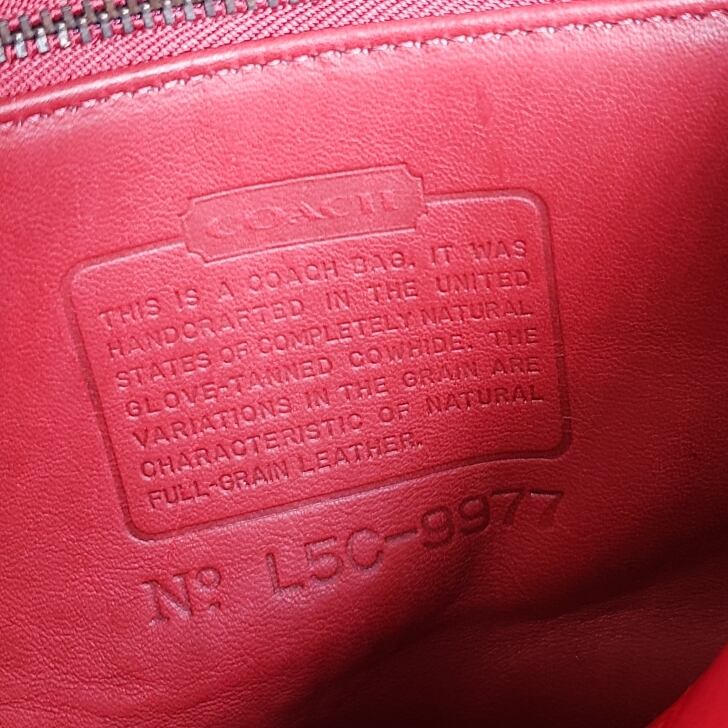 COACH
THIS IS A COACH BAG. IT WAS
HANDCRAFTED IN THE UNITED
STATES OF COMPLETELY NATURAL
GLOVE-TANNED COWHIDE. THE
VARIATIONS IN THE GRAIN ARE
CHARACTERISTIC OF NATURAL
FULL-GRAIN LEATHER.
Nº L5C-9977